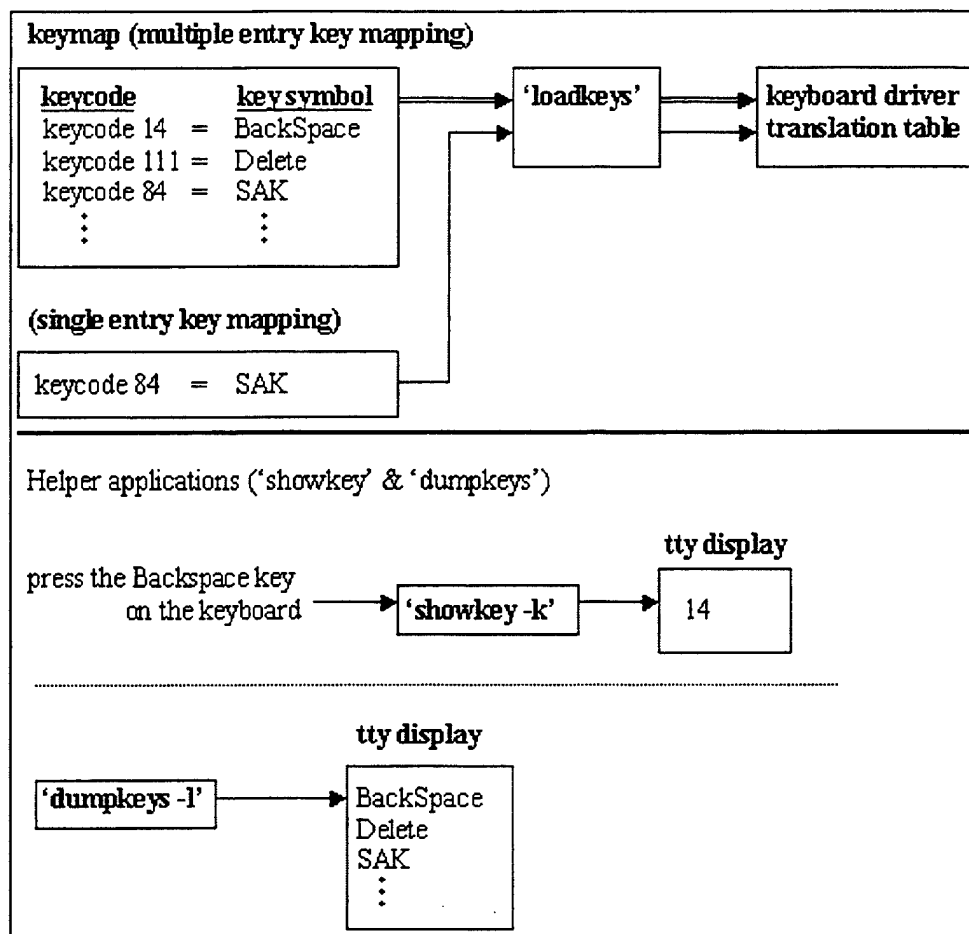 keymap (multiple entry key mapping)
keycode key symbol
keycode 14 = BackSpace
keycode 111 = Delete
keycode 84 = SAK
‘loadkeys’
keyboard driver
translation table
(single entry key mapping)
keycode 84 = SAK
Helper applications (‘showkey’ & ‘dumpkeys’)
press the Backspace key
on the keyboard
‘showkey -k’
tty display
14
‘dumpkeys -l’
tty display
BackSpace
Delete
SAK